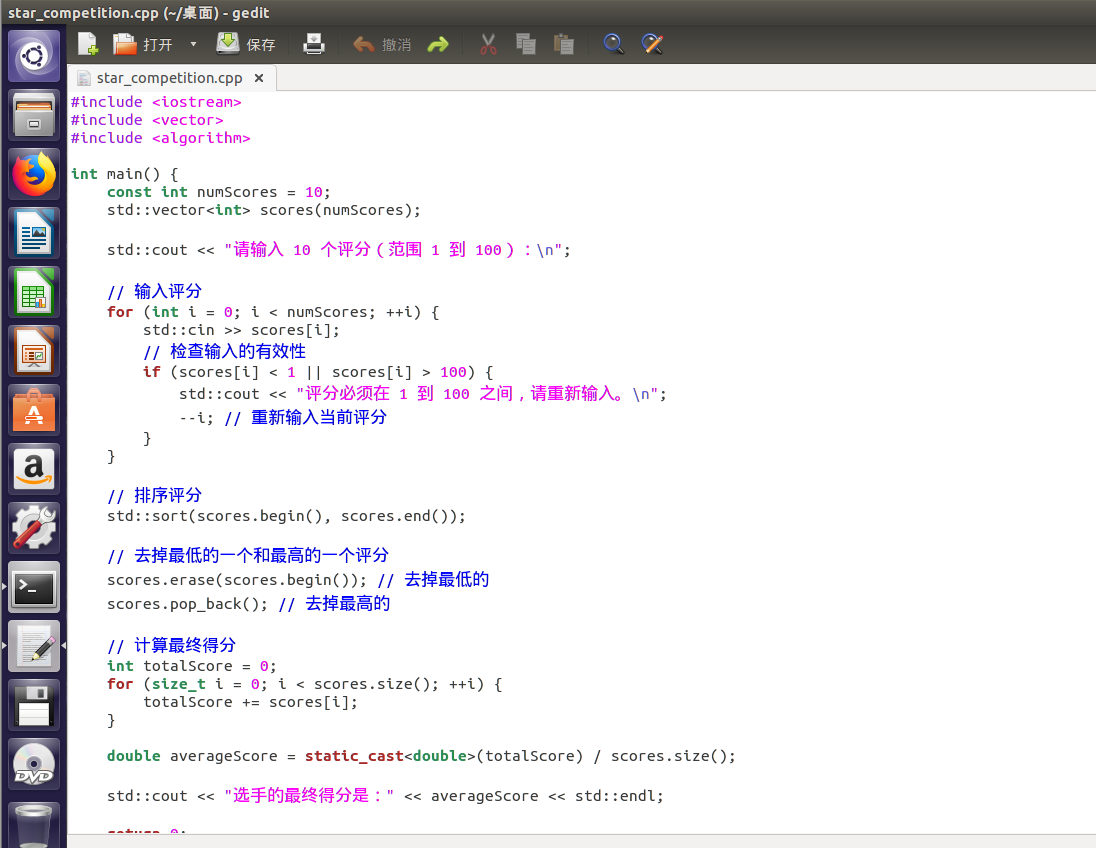 star_competition.cpp (~/桌面) - gedit
打开 保存 撤消
star_competition.cpp ×
#include <iostream>
#include <vector>
#include <algorithm>
int main() {
    const int numScores = 10;
    std::vector<int> scores(numScores);
    std::cout << "请输入 10 个评分（范围 1 到 100）：\n";
    // 输入评分
    for (int i = 0; i < numScores; ++i) {
        std::cin >> scores[i];
        // 检查输入的有效性
        if (scores[i] < 1 || scores[i] > 100) {
            std::cout << "评分必须在 1 到 100 之间，请重新输入。\n";
            --i; // 重新输入当前评分
        }
    }
    // 排序评分
    std::sort(scores.begin(), scores.end());
    // 去掉最低的一个和最高的一个评分
    scores.erase(scores.begin()); // 去掉最低的
    scores.pop_back(); // 去掉最高的
    // 计算最终得分
    int totalScore = 0;
    for (size_t i = 0; i < scores.size(); ++i) {
        totalScore += scores[i];
    }
    double averageScore = static_cast<double>(totalScore) / scores.size();
    std::cout << "选手的最终得分是：" << averageScore << std::endl;
    return 0;
A
a
>_
DVD